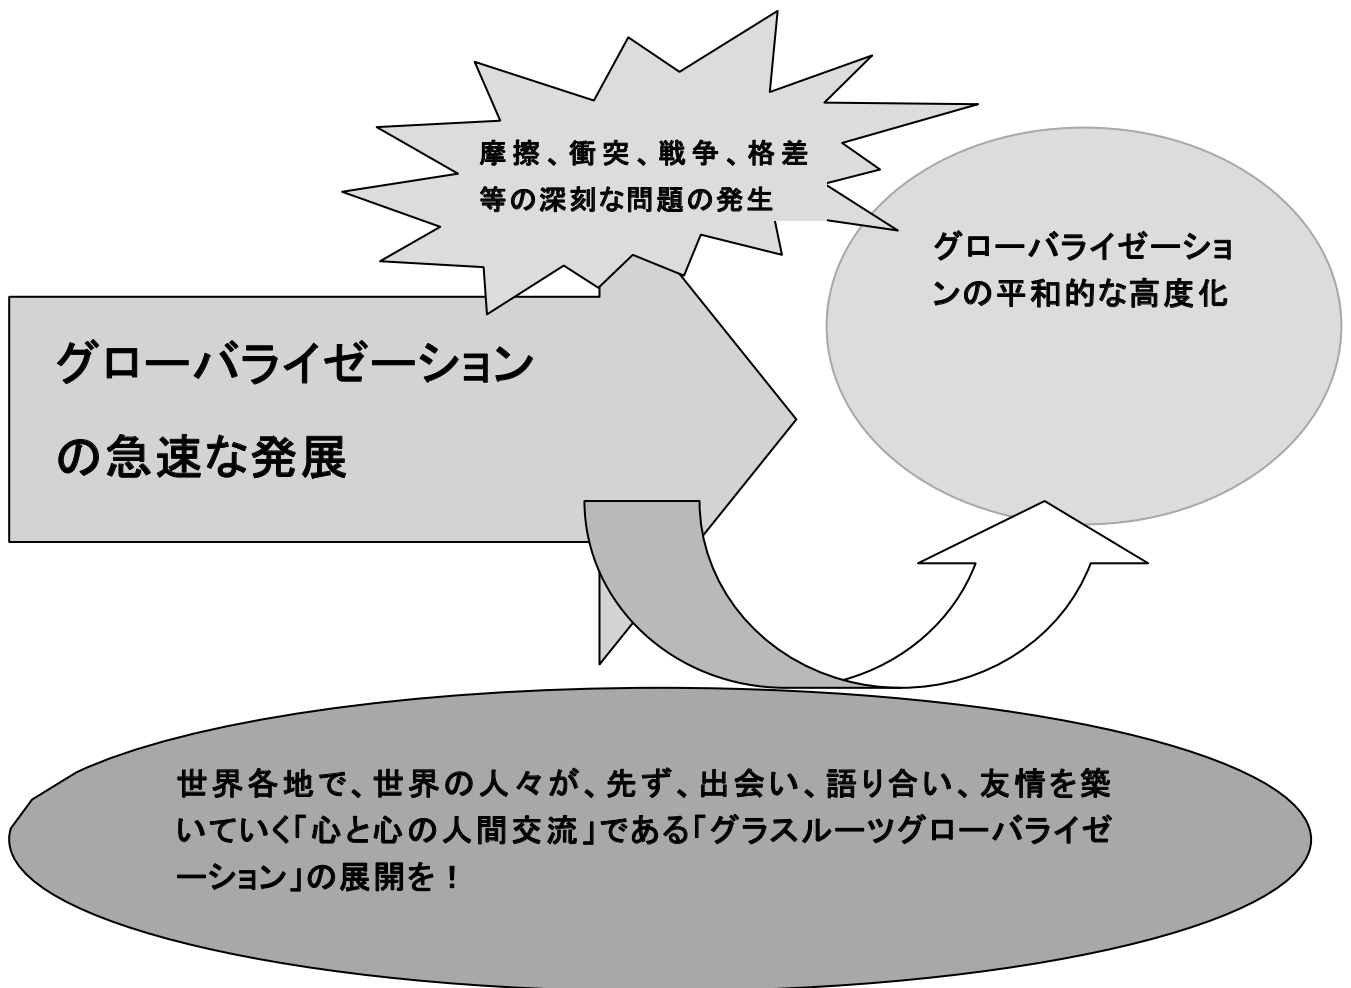 摩擦、衝突、戦争、格差
等の深刻な問題の発生
グローバライゼーショ
ンの平和的な高度化
グローバライゼーション
の急速な発展
世界各地で、世界の人々が、先ず、出会い、語り合い、友情を築
いていく「心と心の人間交流」である「グラスルーツグローバライゼ
ーション」の展開を！